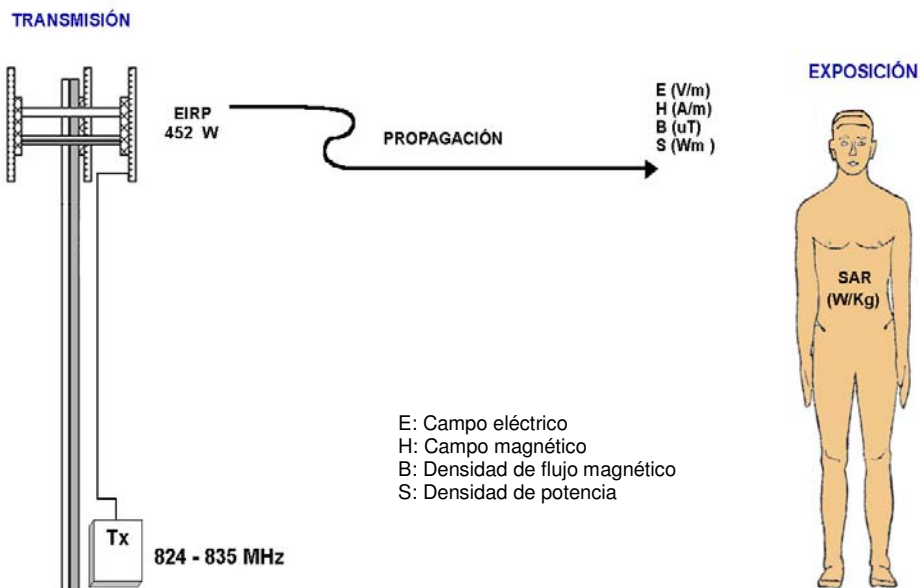 TRANSMISIÓN
EXPOSICIÓN
EIRP
452 W
PROPAGACIÓN
E (V/m)
H (A/m)
B (uT)
S (Wm )
SAR
(W/Kg)
E: Campo eléctrico
H: Campo magnético
B: Densidad de flujo magnético
S: Densidad de potencia
Tx
824 - 835 MHz